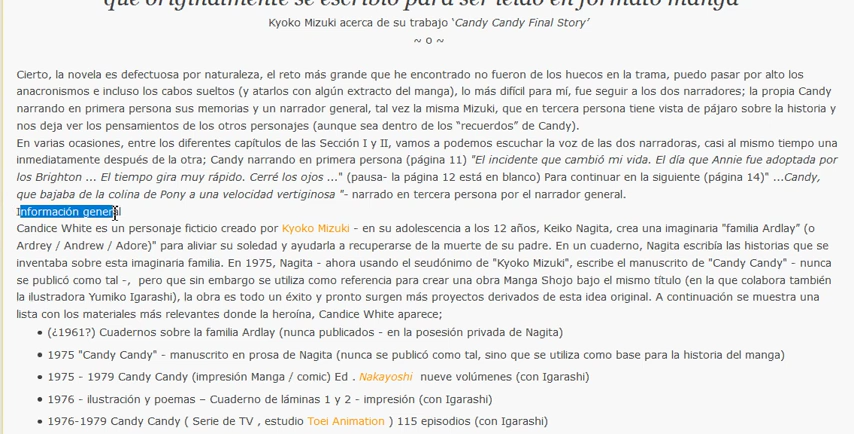 que originalmente se escribió para ser leído en formato manga"
Kyoko Mizuki acerca de su trabajo ‘Candy Candy Final Story’
~ o ~
Cierto, la novela es defectuosa por naturaleza, el reto más grande que he encontrado no fueron de los huecos en la trama, puedo pasar por alto los
anacronismos e incluso los cabos sueltos (y atarlos con algún extracto del manga), lo más difícil para mí, fue seguir a los dos narradores; la propia Candy
narrando en primera persona sus memorias y un narrador general, tal vez la misma Mizuki, que en tercera persona tiene vista de pájaro sobre la historia y
nos deja ver los pensamientos de los otros personajes (aunque sea dentro de los “recuerdos” de Candy).
En varias ocasiones, entre los diferentes capítulos de las Sección I y II, vamos a podemos escuchar la voz de las dos narradoras, casi al mismo tiempo una
inmediatamente después de la otra; Candy narrando en primera persona (página 11) "El incidente que cambió mi vida. El día que Annie fue adoptada por
los Brighton ... El tiempo gira muy rápido. Cerré los ojos ..." (pausa- la página 12 está en blanco) Para continuar en la siguiente (página 14)" ...Candy,
que bajaba de la colina de Pony a una velocidad vertiginosa "- narrado en tercera persona por el narrador general.
Información general
Candice White es un personaje ficticio creado por Kyoko Mizuki - en su adolescencia a los 12 años, Keiko Nagita, crea una imaginaria "familia Ardlay” (o
Ardrey / Andrew / Adore)" para aliviar su soledad y ayudarla a recuperarse de la muerte de su padre. En un cuaderno, Nagita escribía las historias que se
inventaba sobre esta imaginaria familia. En 1975, Nagita - ahora usando el seudónimo de "Kyoko Mizuki", escribe el manuscrito de "Candy Candy" - nunca
se publicó como tal -,  pero que sin embargo se utiliza como referencia para crear una obra Manga Shojo bajo el mismo título (en la que colabora también
la ilustradora Yumiko Igarashi), la obra es todo un éxito y pronto surgen más proyectos derivados de esta idea original. A continuación se muestra una
lista con los materiales más relevantes donde la heroína, Candice White aparece;
• (¿1961?) Cuadernos sobre la familia Ardlay (nunca publicados - en la posesión privada de Nagita)
• 1975 "Candy Candy" - manuscrito en prosa de Nagita (nunca se publicó como tal, sino que se utiliza como base para la historia del manga)
• 1975 - 1979 Candy Candy (impresión Manga / comic) Ed . Nakayoshi  nueve volúmenes (con Igarashi)
• 1976 - ilustración y poemas – Cuaderno de láminas 1 y 2 - impresión (con Igarashi)
• 1976-1979 Candy Candy ( Serie de TV , estudio Toei Animation ) 115 episodios (con Igarashi)